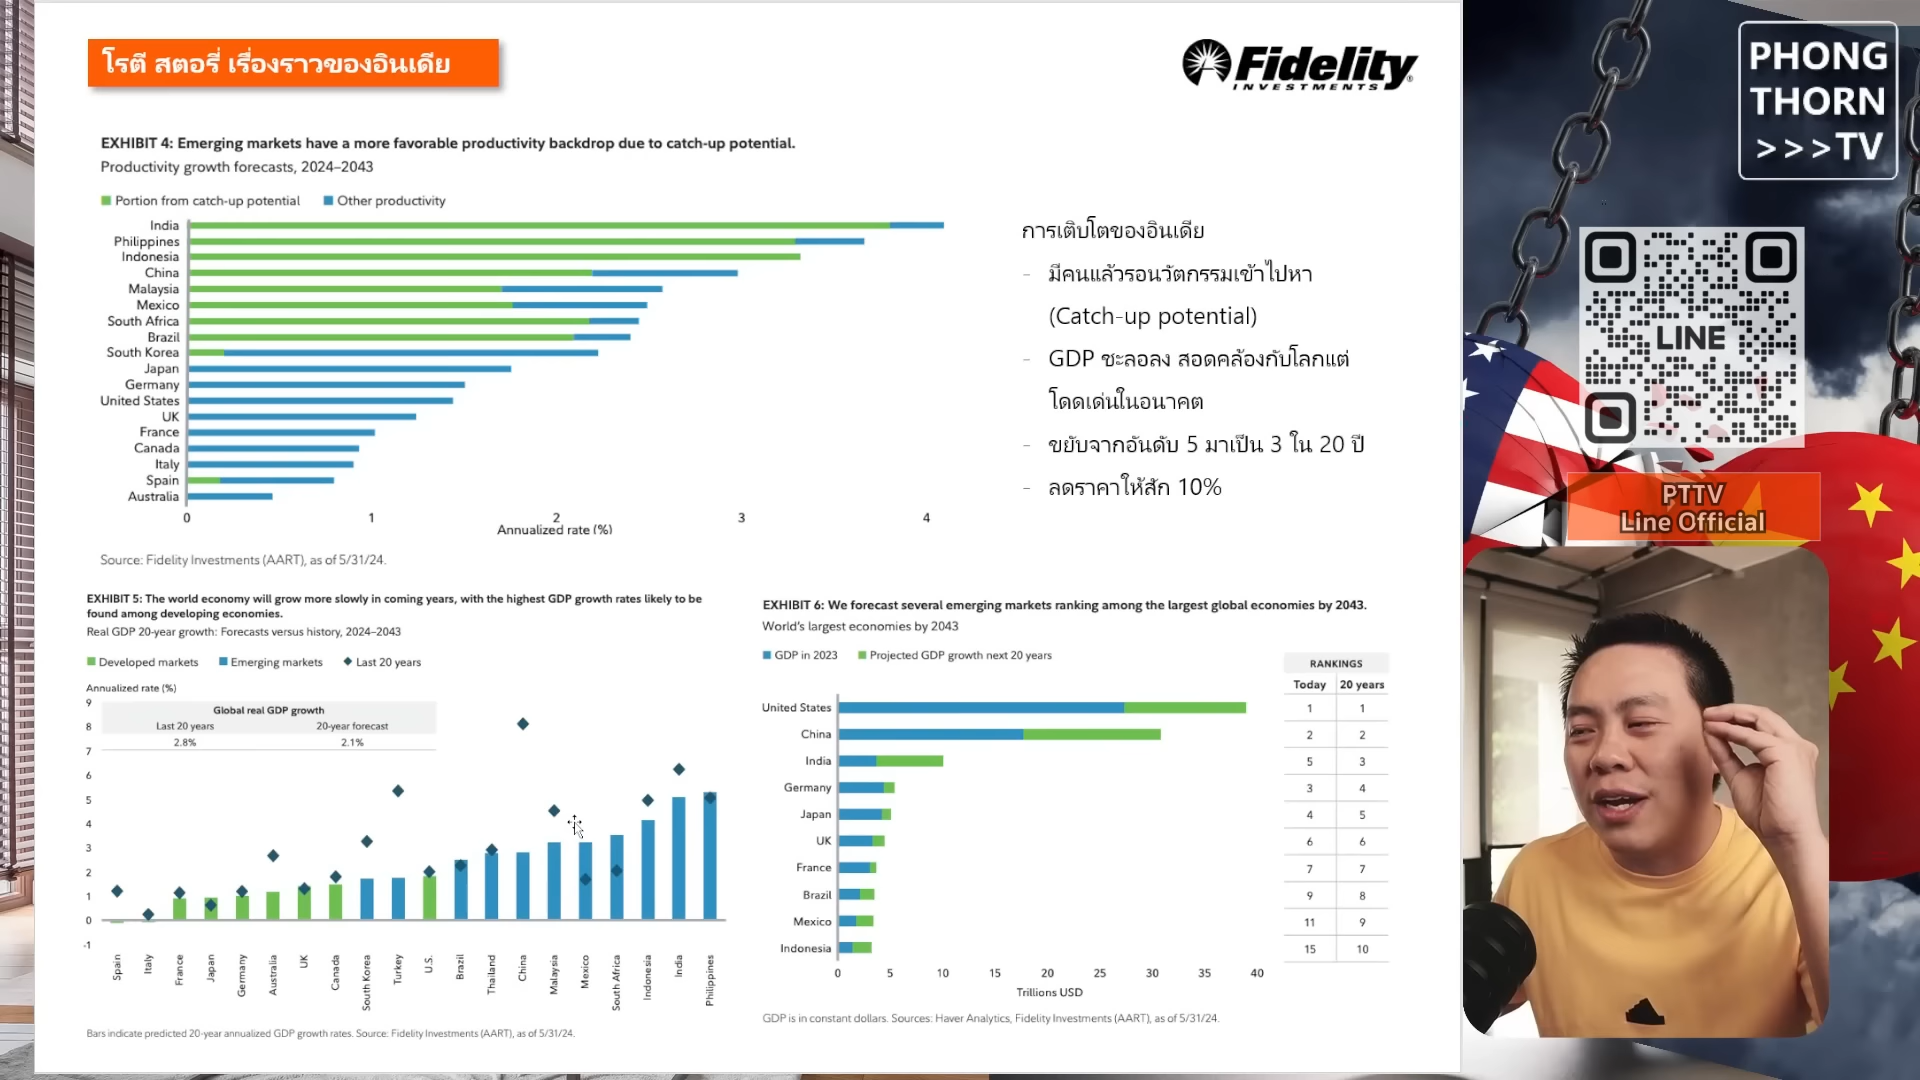 โรตี สตอรี่ เรื่องราวของอินเดีย
Fidelity
INVESTMENTS
PHONG
THORN
>>>TV
EXHIBIT 4: Emerging markets have a more favorable productivity backdrop due to catch-up potential.
Productivity growth forecasts, 2024–2043
Portion from catch-up potential
Other productivity
India
Philippines
Indonesia
China
Malaysia
Mexico
South Africa
Brazil
South Korea
Japan
Germany
United States
UK
France
Canada
Italy
Spain
Australia
0 1 2 3 4
Annualized rate (%)
Source: Fidelity Investments (AART), as of 5/31/24.
การเติบโตของอินเดีย
- มีคนแล้วรอนวัตกรรมเข้าไปหา
(Catch-up potential)
- GDP ชะลอลง สอดคล้องกับโลกแต่
โดดเด่นในอนาคต
- ขยับจากอันดับ 5 มาเป็น 3 ใน 20 ปี
- ลดราคาให้สัก 10%
LINE
PTTV
Line Official
EXHIBIT 5: The world economy will grow more slowly in coming years, with the highest GDP growth rates likely to be
found among developing economies.
Real GDP 20-year growth: Forecasts versus history, 2024–2043
Developed markets
Emerging markets
Last 20 years
Annualized rate (%)
9
8
7
6
5
4
3
2
1
0
-1
Global real GDP growth
Last 20 years 20-year forecast
2.8% 2.1%
Spain
Italy
France
Japan
Germany
Australia
UK
Canada
South Korea
Turkey
U.S.
Brazil
Thailand
China
Malaysia
Mexico
South Africa
Indonesia
India
Philippines
Bars indicate predicted 20-year annualized GDP growth rates. Source: Fidelity Investments (AART), as of 5/31/24.
EXHIBIT 6: We forecast several emerging markets ranking among the largest global economies by 2043.
World's largest economies by 2043
GDP in 2023
Projected GDP growth next 20 years
RANKINGS
Today 20 years
United States 1 1
China 2 2
India 5 3
Germany 3 4
Japan 4 5
UK 6 6
France 7 7
Brazil 9 8
Mexico 11 9
Indonesia 15 10
0 5 10 15 20 25 30 35 40
Trillions USD
GDP is in constant dollars. Sources: Haver Analytics, Fidelity Investments (AART), as of 5/31/24.